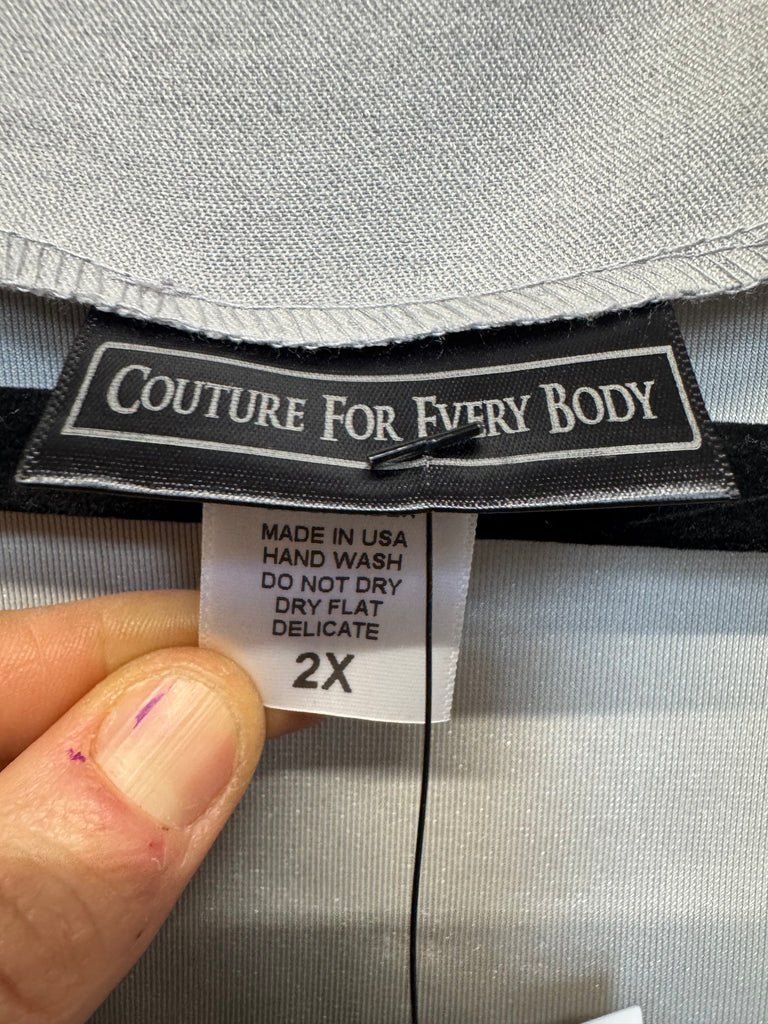 COUTURE FOR EVERY BODY
MADE IN USA
HAND WASH
DO NOT DRY
DRY FLAT
DELICATE
2X